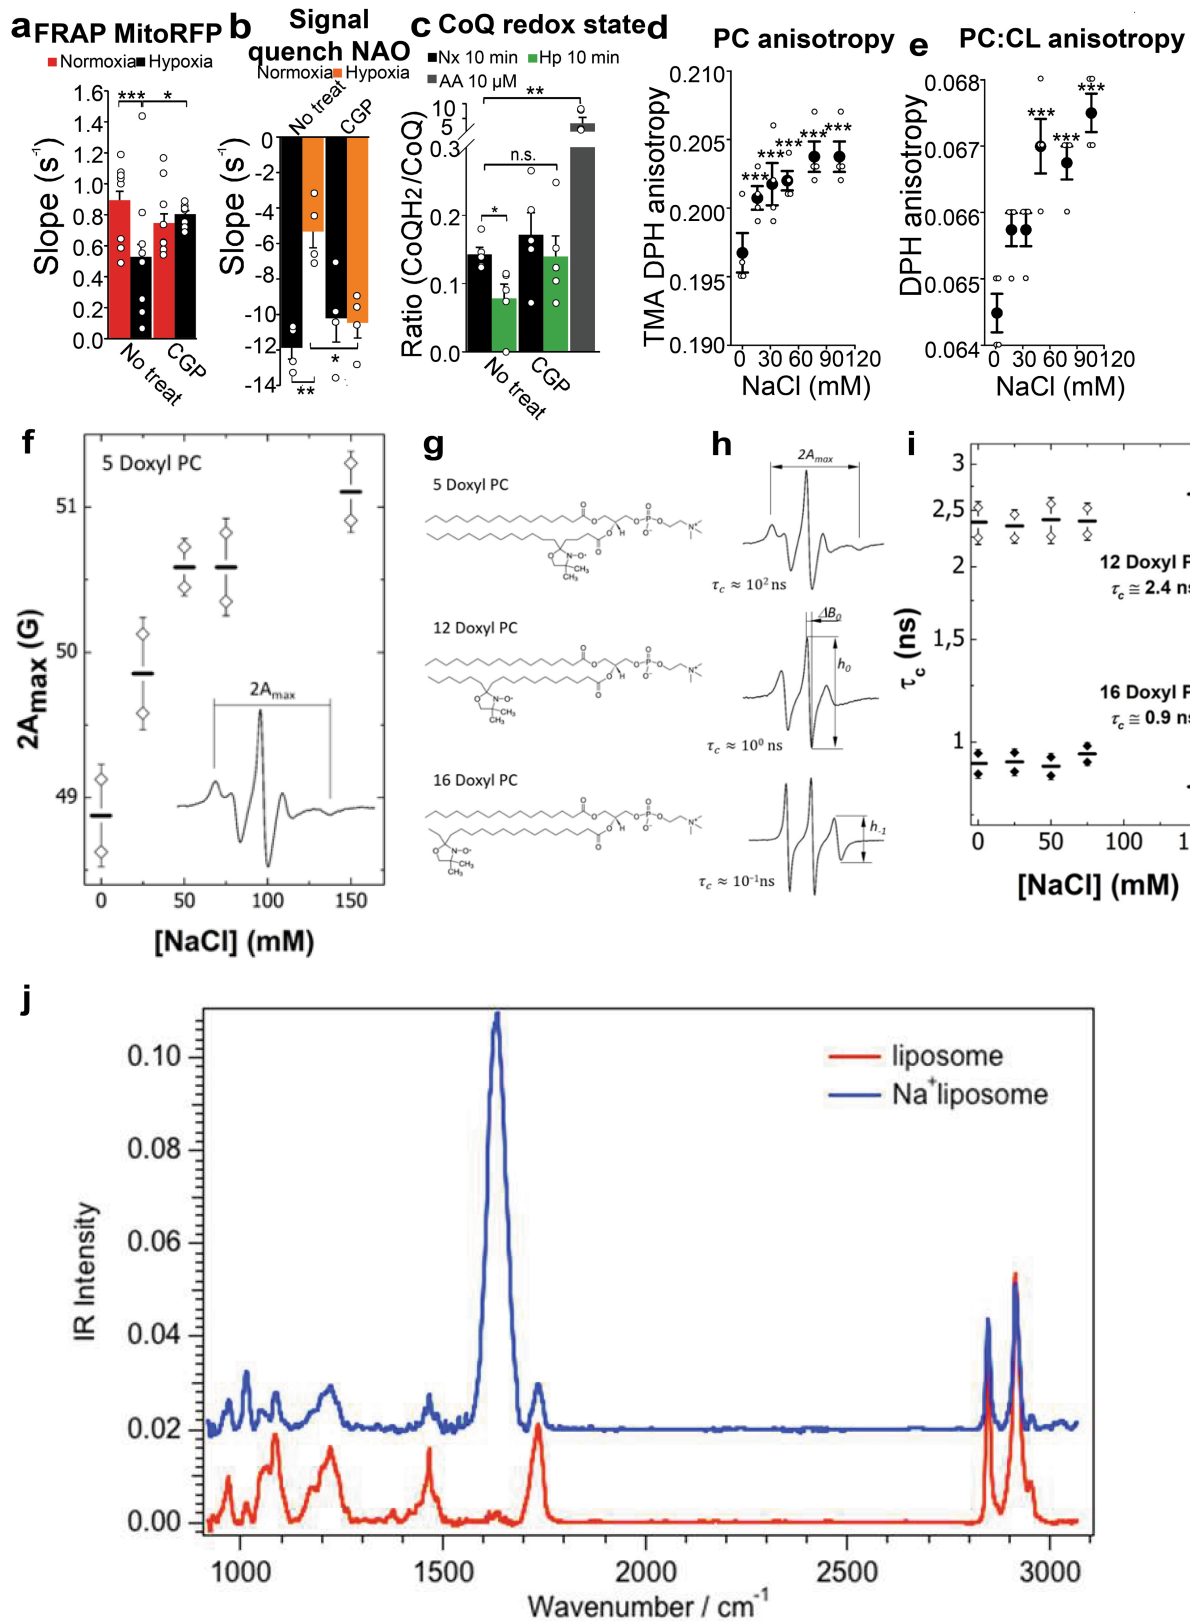 a FRAP MitoRFP
Normoxia Hypoxia
*** *
Slope (s⁻¹)
1.6
1.4
1.2
1.0
0.8
0.6
0.4
0.2
0.0
No treat
CGP
b Signal
quench NAO
Normoxia Hypoxia
No treat
CGP
Slope (s⁻¹)
0
-2
-4
-6
-8
-10
-12
-14
*
**
c CoQ redox state
Nx 10 min Hp 10 min
AA 10 µM
Ratio (CoQH2/CoQ)
10
5
0.3
0.2
0.1
0.0
**
n.s.
*
No treat
CGP
d PC anisotropy
TMA DPH anisotropy
0.210
0.205
0.200
0.195
0.190
*** *** *** *** ***
0 30 60 90 120
NaCl (mM)
e PC:CL anisotropy
DPH anisotropy
0.068
0.067
0.066
0.065
0.064
*** *** ***
0 30 60 90 120
NaCl (mM)
f
5 Doxyl PC
2Amax (G)
51
50
49
2Amax
0 50 100 150
[NaCl] (mM)
g
5 Doxyl PC
12 Doxyl PC
16 Doxyl PC
h
2Amax
τc ≈ 10² ns
ΔB0
h0
τc ≈ 10⁰ ns
h-1
τc ≈ 10⁻¹ns
i
τc (ns)
3
2,5
2
1,5
1
12 Doxyl P
τc ≅ 2.4 ns
16 Doxyl P
τc ≅ 0.9 ns
0 50 100 1
[NaCl] (mM)
j
liposome
Na⁺liposome
IR Intensity
0.10
0.08
0.06
0.04
0.02
0.00
1000 1500 2000 2500 3000
Wavenumber / cm⁻¹